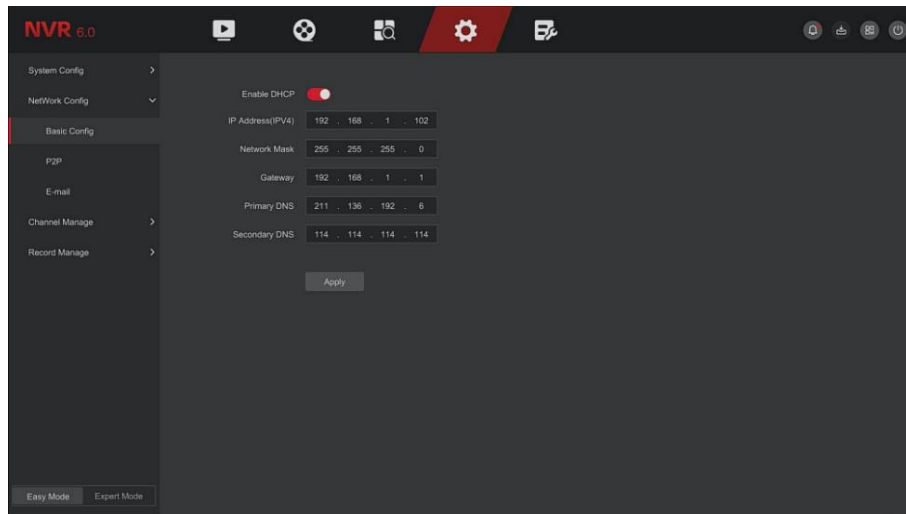 NVR 6.0
System Config >
NetWork Config
Basic Config
P2P
E-mail
Channel Manage >
Record Manage >
Enable DHCP
IP Address(IPV4) 192 . 168 . 1 . 102
Network Mask 255 . 255 . 255 . 0
Gateway 192 . 168 . 1 . 1
Primary DNS 211 . 136 . 192 . 6
Secondary DNS 114 . 114 . 114 . 114
Apply
Easy Mode Expert Mode